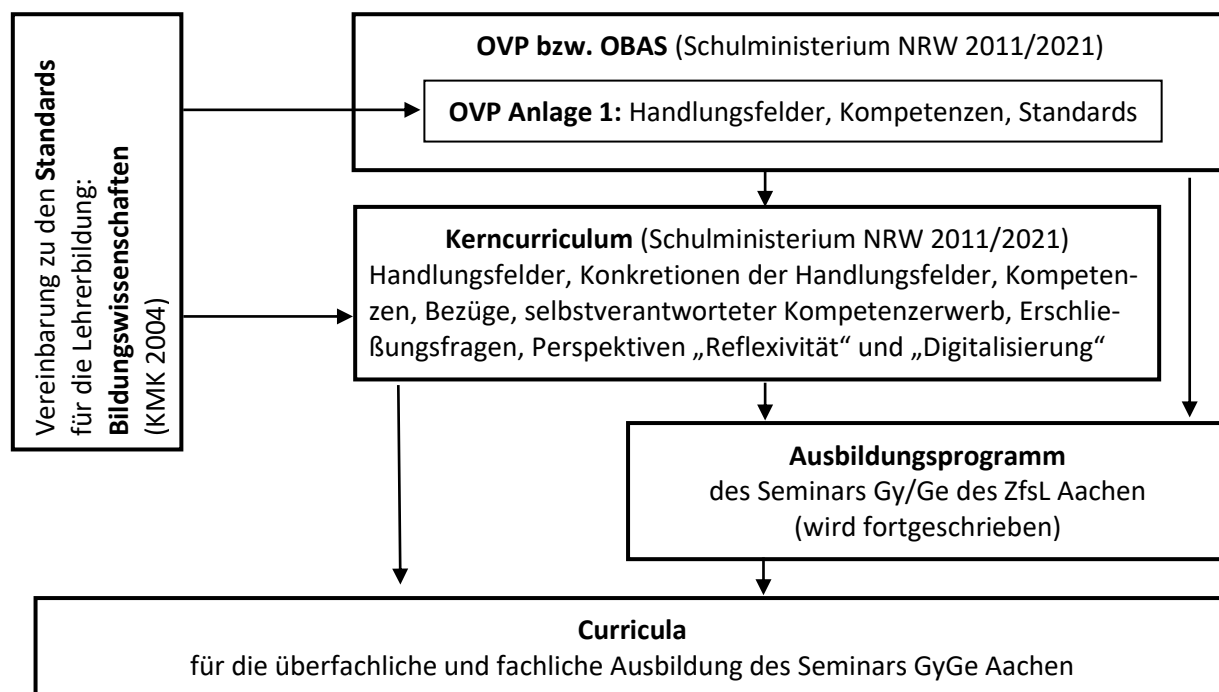 Vereinbarung zu den Standards
für die Lehrerbildung:
Bildungswissenschaften
(KMK 2004)
OVP bzw. OBAS (Schulministerium NRW 2011/2021)
OVP Anlage 1: Handlungsfelder, Kompetenzen, Standards
Kerncurriculum (Schulministerium NRW 2011/2021)
Handlungsfelder, Konkretionen der Handlungsfelder, Kompeten-
zen, Bezüge, selbstverantworteter Kompetenzerwerb, Erschlie-
ßungsfragen, Perspektiven „Reflexivität“ und „Digitalisierung“
Ausbildungsprogramm
des Seminars Gy/Ge des ZfsL Aachen
(wird fortgeschrieben)
Curricula
für die überfachliche und fachliche Ausbildung des Seminars GyGe Aachen